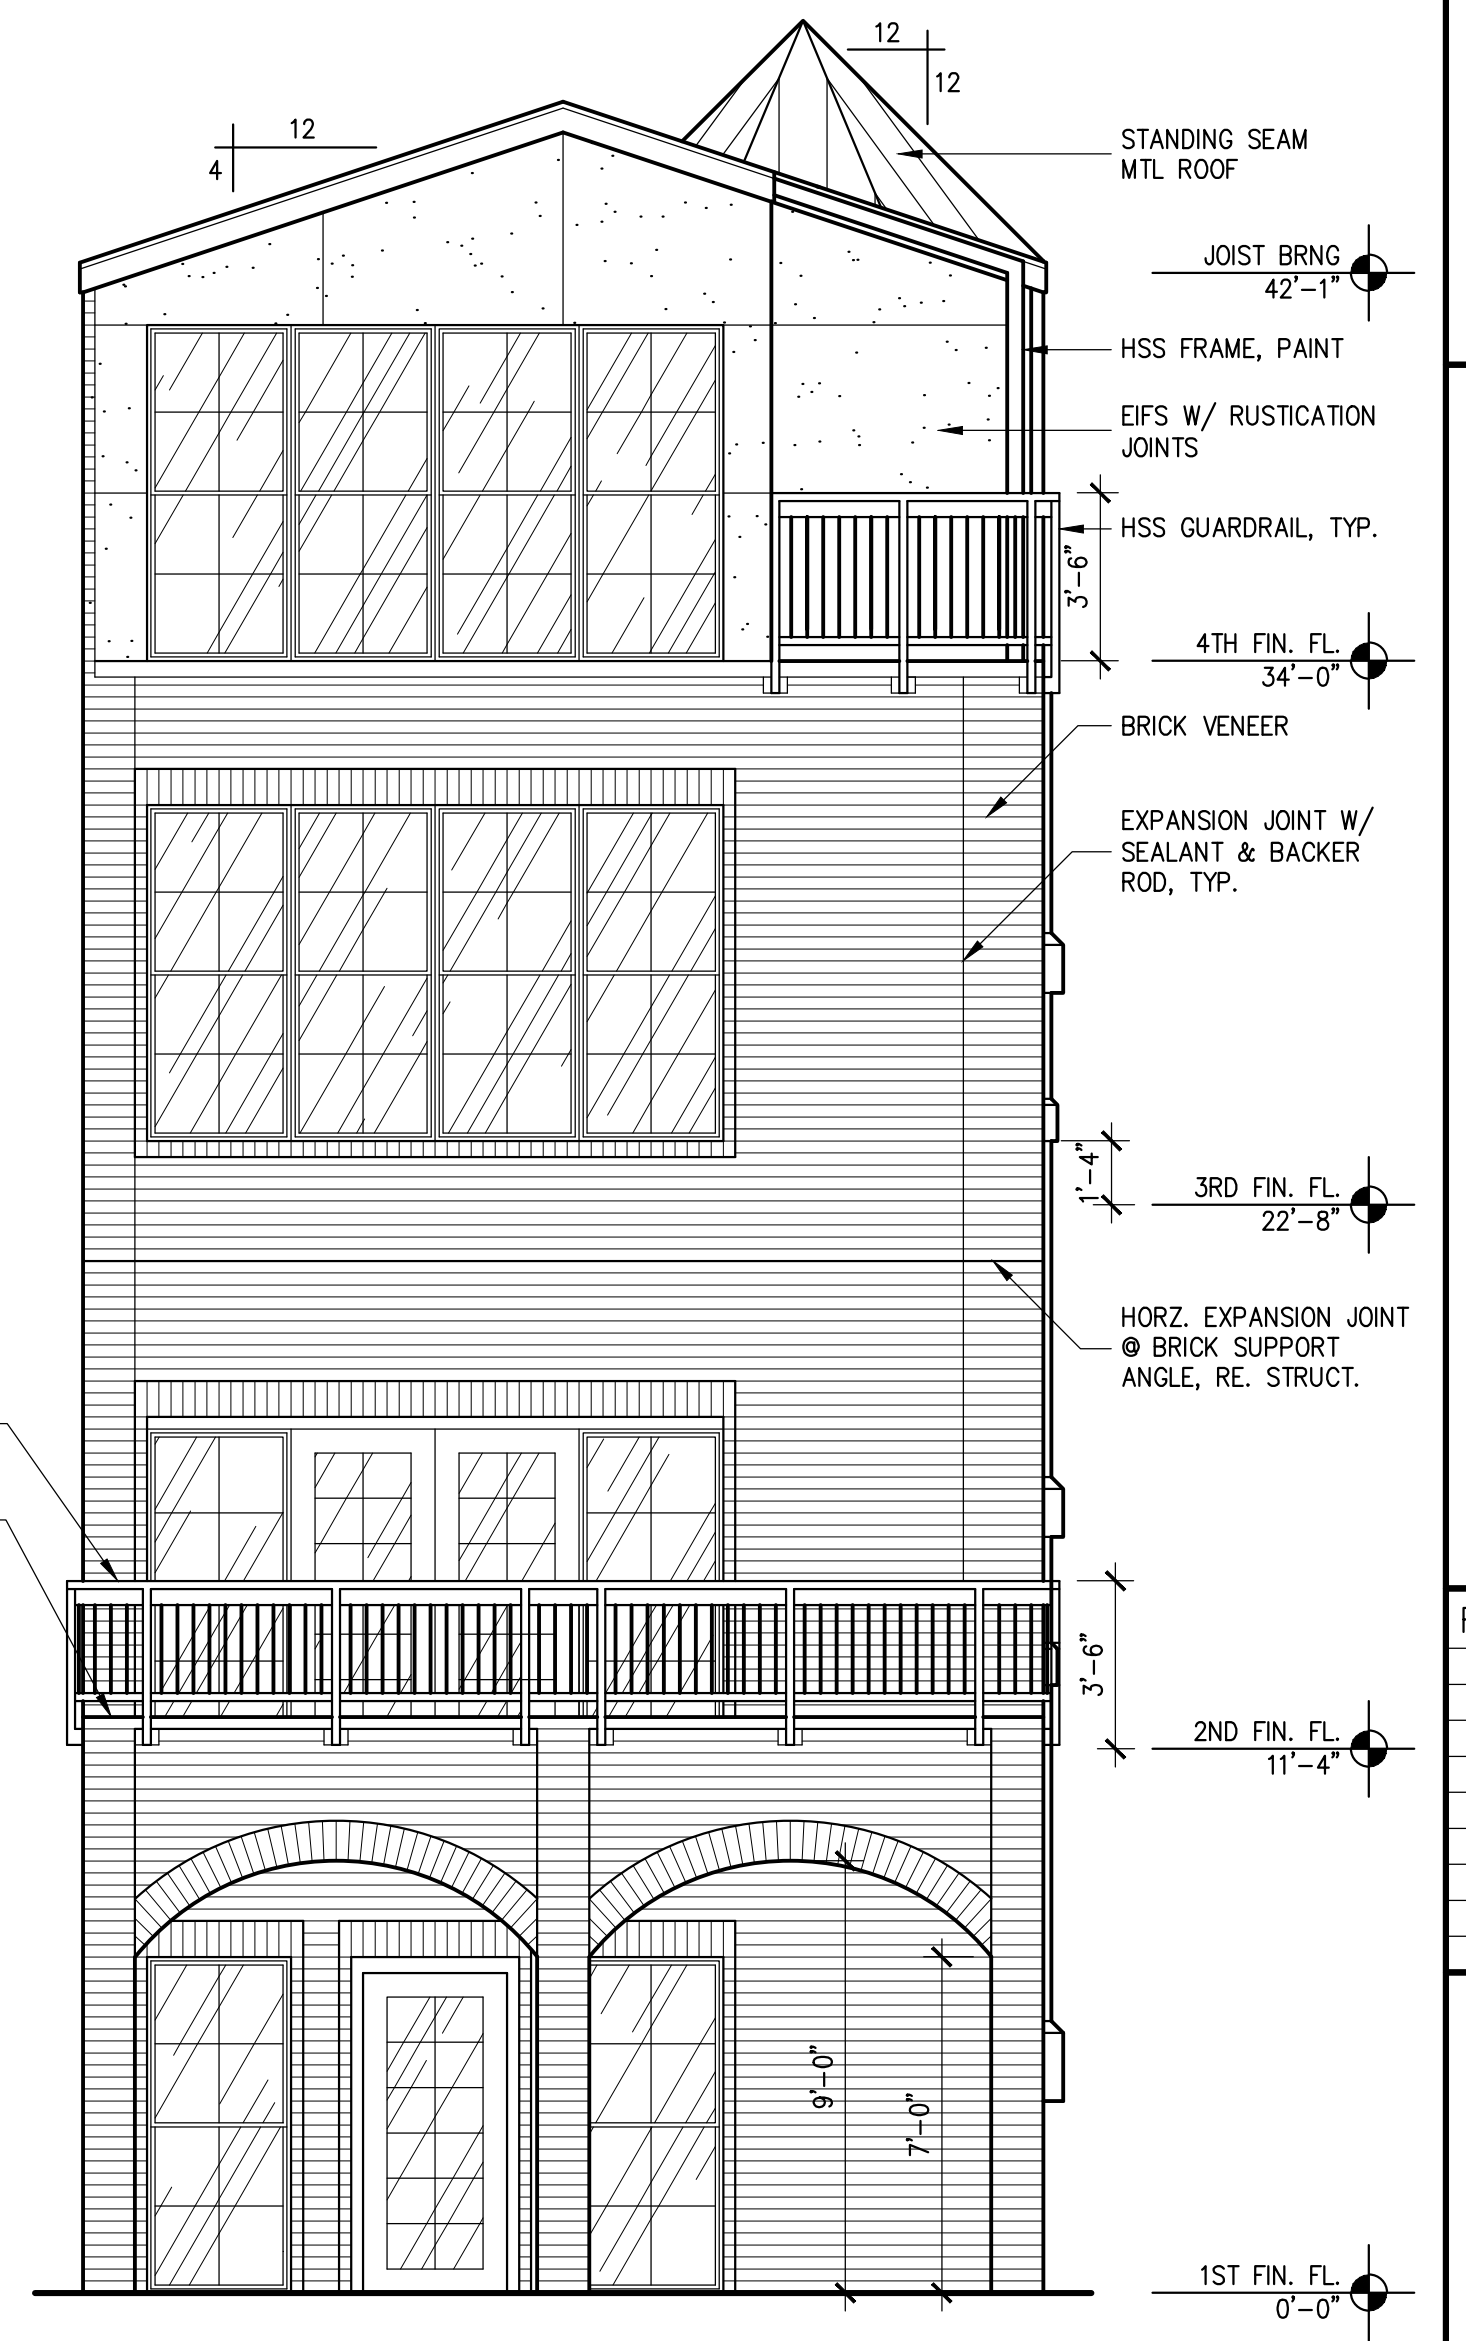 12
12
12
4
STANDING SEAM
MTL ROOF
JOIST BRNG
42'-1"
HSS FRAME, PAINT
EIFS W/ RUSTICATION
JOINTS
HSS GUARDRAIL, TYP.
3'-6"
4TH FIN. FL.
34'-0"
BRICK VENEER
EXPANSION JOINT W/
SEALANT & BACKER
ROD, TYP.
1'-4"
3RD FIN. FL.
22'-8"
HORZ. EXPANSION JOINT
@ BRICK SUPPORT
ANGLE, RE. STRUCT.
3'-6"
2ND FIN. FL.
11'-4"
9'-0"
7'-0"
1ST FIN. FL.
0'-0"